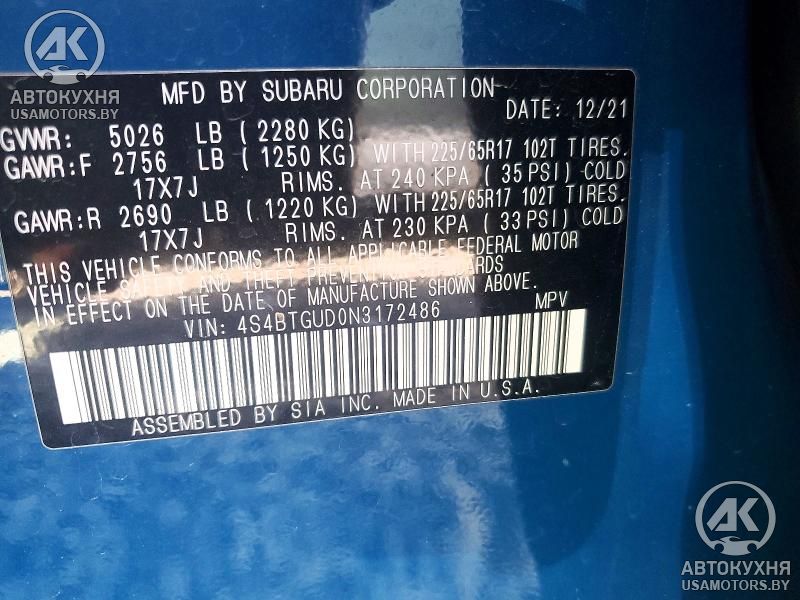 AK
АВТОКУХНЯ
USAMOTORS.BY
MFD BY SUBARU CORPORATION
DATE: 12/21
GVWR: 5026 LB ( 2280 KG)
GAWR:F 2756 LB ( 1250 KG) WITH 225/65R17 102T TIRES.
17X7J RIMS. AT 240 KPA ( 35 PSI) COLD
GAWR:R 2690 LB ( 1220 KG) WITH 225/65R17 102T TIRES.
17X7J RIMS. AT 230 KPA ( 33 PSI) COLD
THIS VEHICLE CONFORMS TO ALL APPLICABLE FEDERAL MOTOR
VEHICLE SAFETY AND THEFT PREVENTION STANDARDS
IN EFFECT ON THE DATE OF MANUFACTURE SHOWN ABOVE.
VIN: 4S4BTGUD0N3172486 MPV
ASSEMBLED BY SIA INC. MADE IN U.S.A.
AK
АВТОКУХНЯ
USAMOTORS.BY